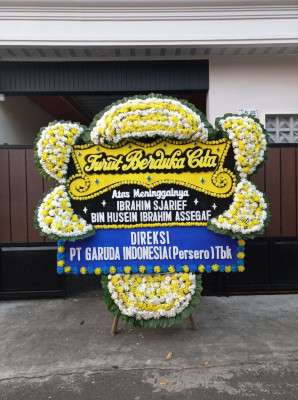 Turut Berduka Cita
Atas Meninggalnya
IBRAHIM SJARIEF
BIN HUSEIN IBRAHIM ASSEGAF
DIREKSI
PT GARUDA INDONESIA(Persero)Tbk